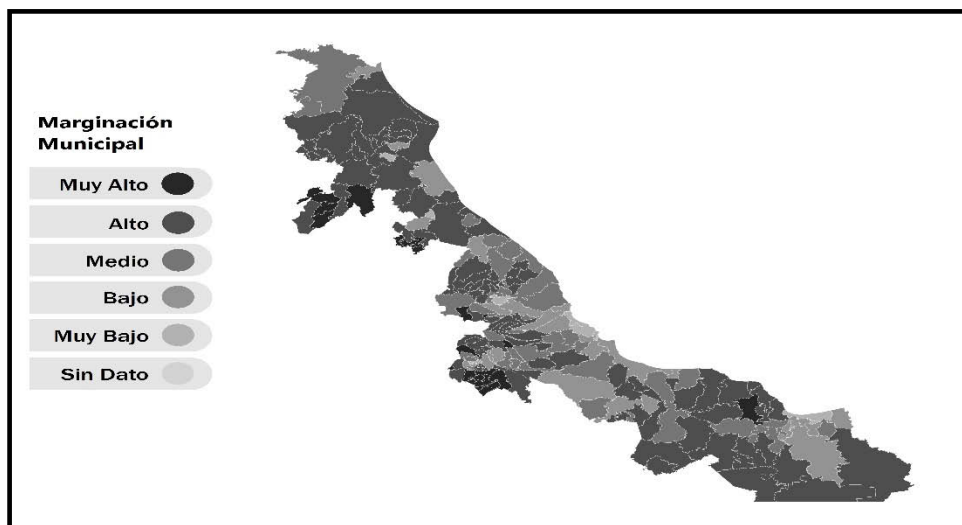 Marginación
Municipal
Muy Alto
Alto
Medio
Bajo
Muy Bajo
Sin Dato